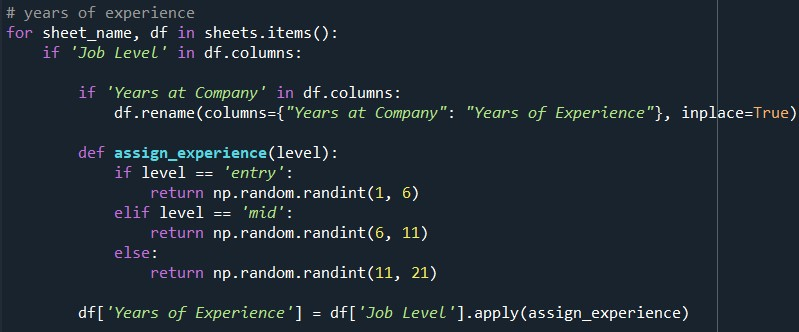 # years of experience
for sheet_name, df in sheets.items():
    if 'Job Level' in df.columns:
        if 'Years at Company' in df.columns:
            df.rename(columns={"Years at Company": "Years of Experience"}, inplace=True)
        def assign_experience(level):
            if level == 'entry':
                return np.random.randint(1, 6)
            elif level == 'mid':
                return np.random.randint(6, 11)
            else:
                return np.random.randint(11, 21)
        df['Years of Experience'] = df['Job Level'].apply(assign_experience)